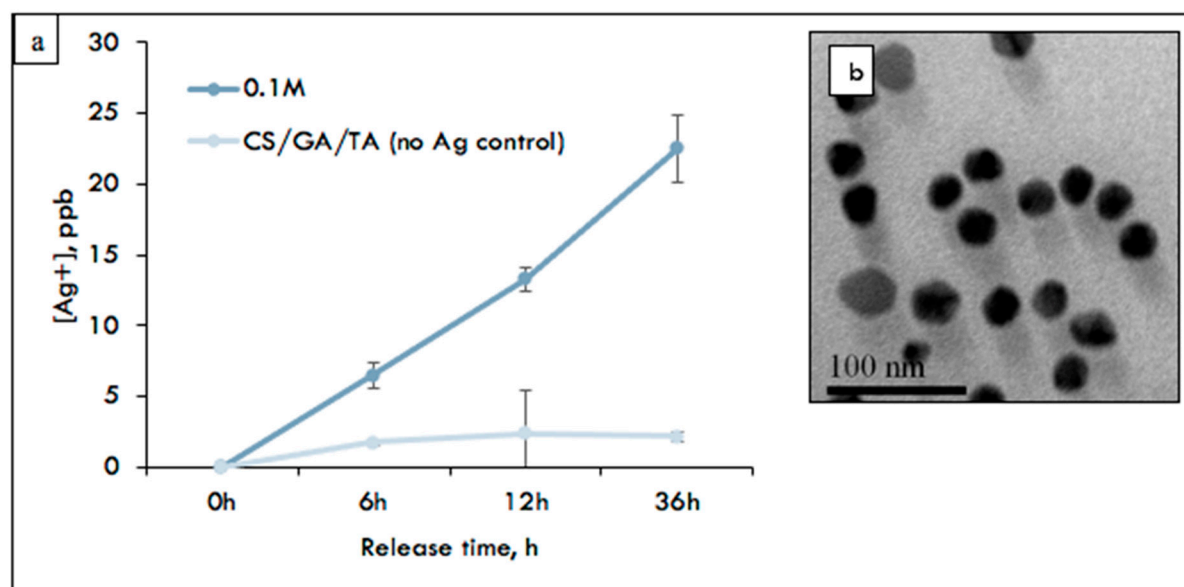 a
30
25
20
15
10
5
0
[Ag+], ppb
0.1M
CS/GA/TA (no Ag control)
0h 6h 12h 36h
Release time, h
b
100 nm